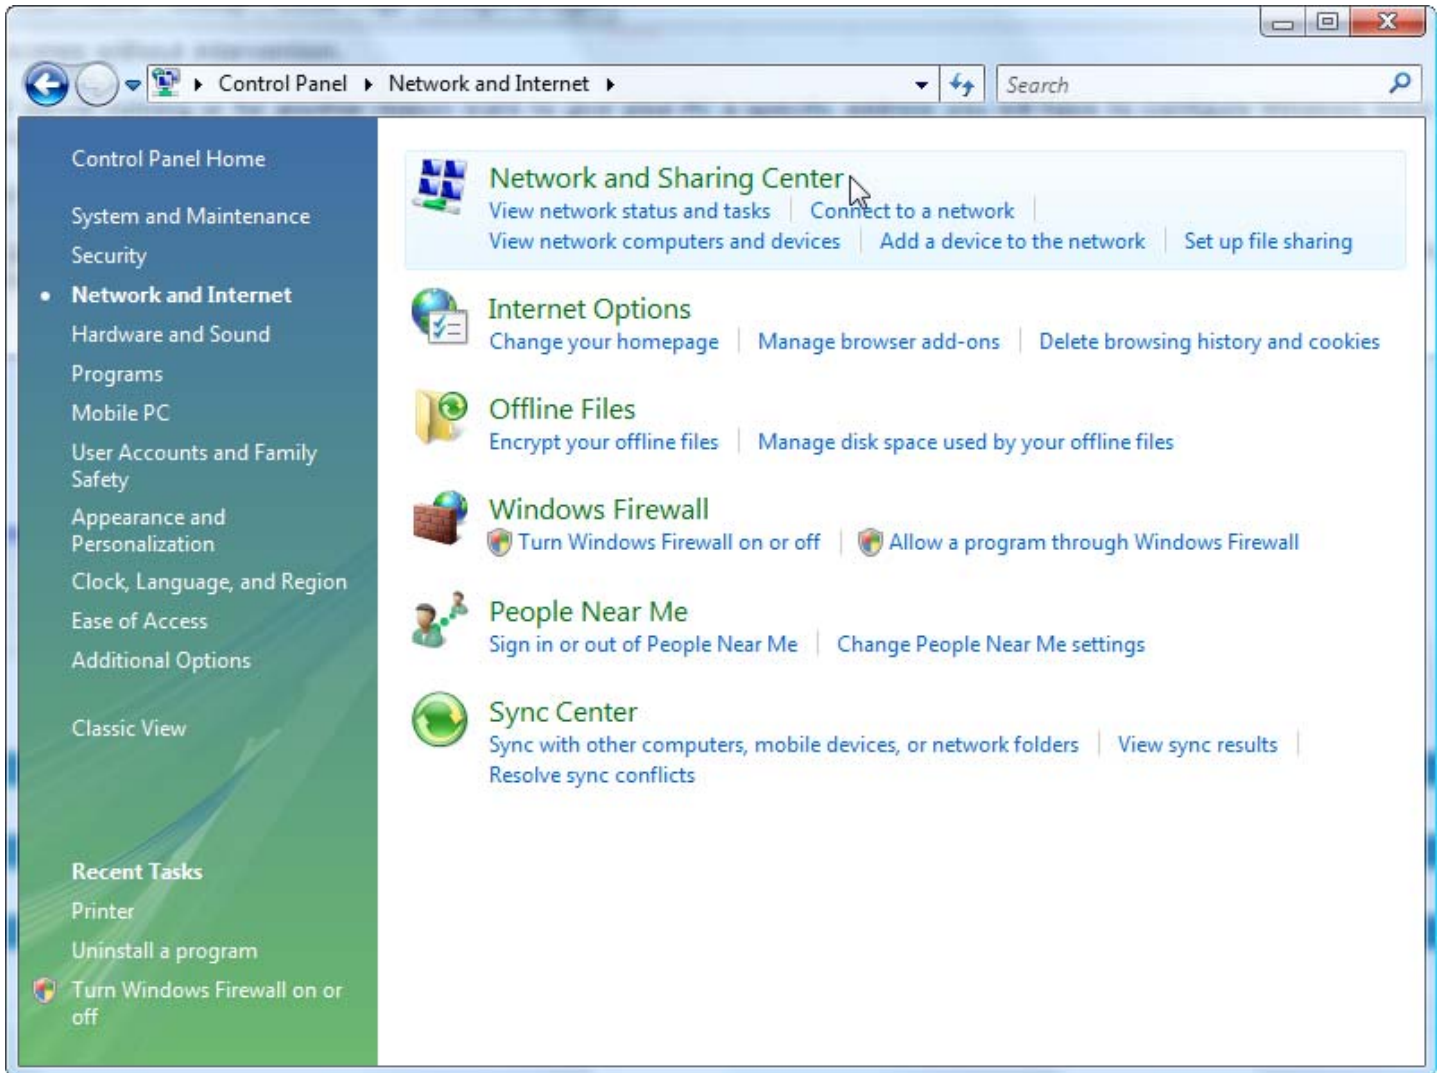 Control Panel
Network and Internet
Search
Control Panel Home
System and Maintenance
Security
Network and Internet
Hardware and Sound
Programs
Mobile PC
User Accounts and Family
Safety
Appearance and
Personalization
Clock, Language, and Region
Ease of Access
Additional Options
Classic View
Recent Tasks
Printer
Uninstall a program
Turn Windows Firewall on or
off
Network and Sharing Center
View network status and tasks
Connect to a network
View network computers and devices
Add a device to the network
Set up file sharing
Internet Options
Change your homepage
Manage browser add-ons
Delete browsing history and cookies
Offline Files
Encrypt your offline files
Manage disk space used by your offline files
Windows Firewall
Turn Windows Firewall on or off
Allow a program through Windows Firewall
People Near Me
Sign in or out of People Near Me
Change People Near Me settings
Sync Center
Sync with other computers, mobile devices, or network folders
View sync results
Resolve sync conflicts